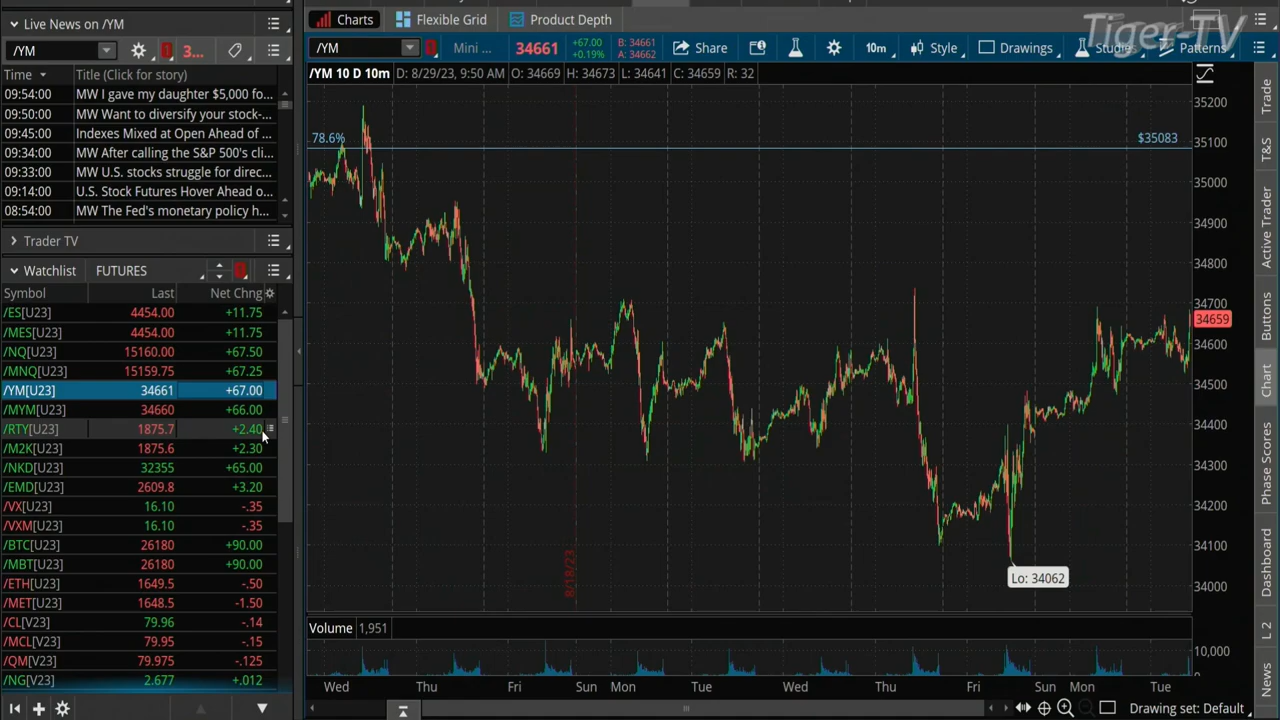 Live News on /YM
/YM
3...
Time
Title (Click for story)
09:54:00 MW I gave my daughter $5,000 fo...
09:50:00 MW Want to diversify your stock-...
09:45:00 Indexes Mixed at Open Ahead of ...
09:34:00 MW After calling the S&P 500's cli...
09:33:00 MW U.S. stocks struggle for direc...
09:14:00 U.S. Stock Futures Hover Ahead o...
08:54:00 MW The Fed's monetary policy h...
Trader TV
Watchlist FUTURES
Symbol Last Net Chng
/ES[U23] 4454.00 +11.75
/MES[U23] 4454.00 +11.75
/NQ[U23] 15160.00 +67.50
/MNQ[U23] 15159.75 +67.25
/YM[U23] 34661 +67.00
/MYM[U23] 34660 +66.00
/RTY[U23] 1875.7 +2.40
/M2K[U23] 1875.6 +2.30
/NKD[U23] 32355 +65.00
/EMD[U23] 2609.8 +3.20
/VX[U23] 16.10 -.35
/VXM[U23] 16.10 -.35
/BTC[U23] 26180 +90.00
/MBT[U23] 26180 +90.00
/ETH[U23] 1649.5 -.50
/MET[U23] 1648.5 -1.50
/CL[V23] 79.96 -.14
/MCL[V23] 79.95 -.15
/QM[V23] 79.975 -.125
/NG[V23] 2.677 +.012
Charts Flexible Grid Product Depth
Tiger-TV
/YM Mini ... 34661 +67.00 +0.19% B: 34661 A: 34662 Share 10m Style Drawings Studies Patterns
/YM 10 D 10m D: 8/29/23, 9:50 AM O: 34669 H: 34673 L: 34641 C: 34659 R: 32
78.6%
$35083
35200
35100
35000
34900
34800
34700
34659
34600
34500
34400
34300
34200
34100
34000
8/18/23
Lo: 34062
Volume 1,951
10,000
0
Wed Thu Fri Sun Mon Tue Wed Thu Fri Sun Mon Tue
Drawing set: Default
Trade
T&S
Active Trader
Buttons
Chart
Phase Scores
Dashboard
L 2
News